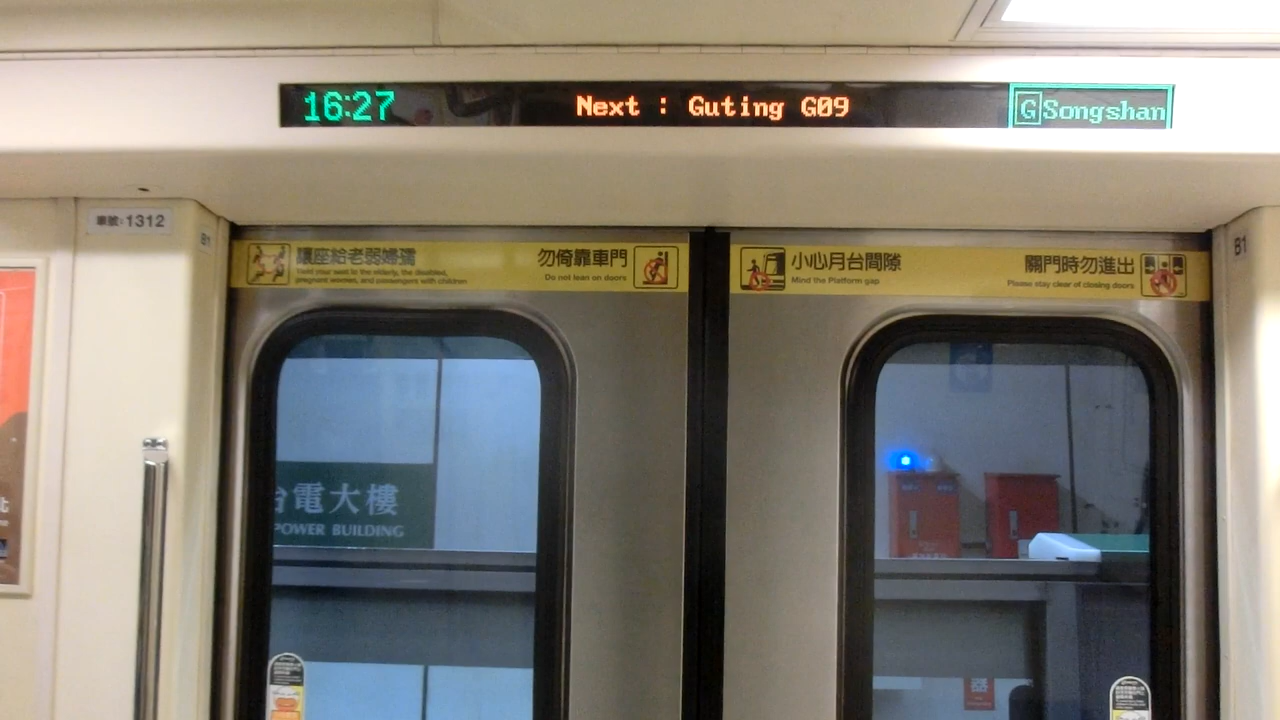 16:27 Next : Guting G09 G Songshan
車號:1312
B1
讓座給老弱婦孺
Yield your seat to the elderly, the disabled,
pregnant women, and passengers with children
勿倚靠車門
Do not lean on doors
小心月台間隙
Mind the Platform gap
關門時勿進出
Please stay clear of closing doors
B1
台電大樓
POWER BUILDING
器